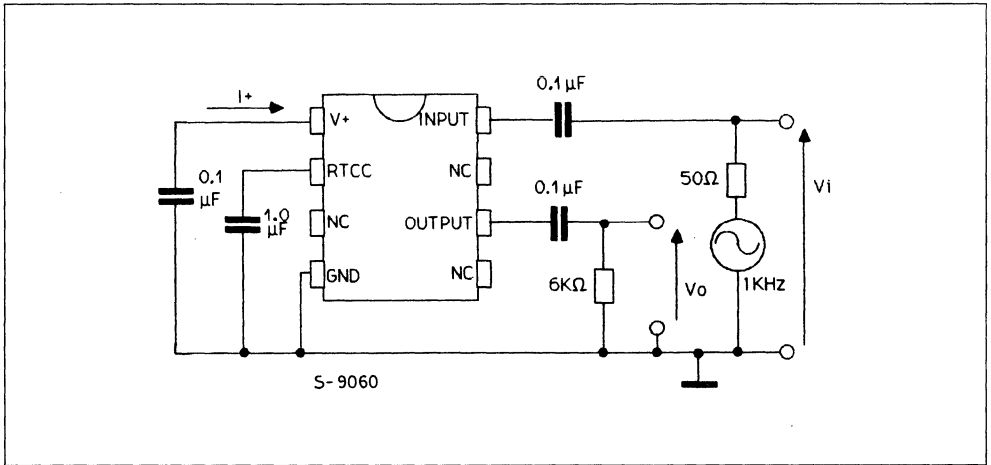 0.1 µF
I+
V+
INPUT
RTCC
NC
0.1
µF
50Ω
Vi
0.1 µF
1.0
µF
NC
OUTPUT
GND
NC
6KΩ
Vo
1KHz
S-9060